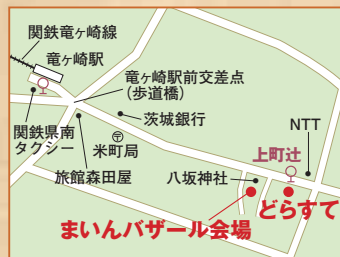 関鉄竜ヶ崎線
竜ヶ崎駅
竜ヶ崎駅前交差点
(歩道橋)
茨城銀行
関鉄県南
タクシー
米町局
旅館森田屋
NTT
上町辻
八坂神社
どらすて
まいんバザール会場